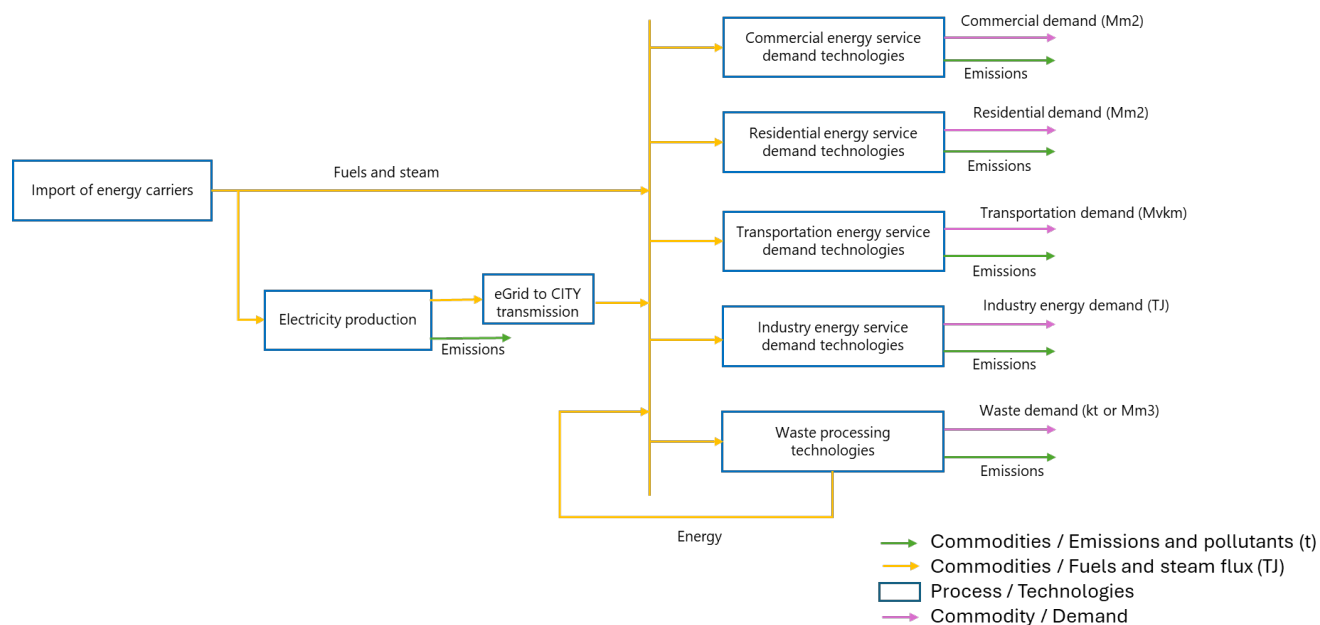 Commercial demand (Mm2)
Commercial energy service
demand technologies
Emissions
Residential demand (Mm2)
Residential energy service
demand technologies
Emissions
Import of energy carriers
Fuels and steam
Transportation demand (Mvkm)
Transportation energy service
demand technologies
Emissions
eGrid to CITY
transmission
Electricity production
Emissions
Industry energy demand (TJ)
Industry energy service
demand technologies
Emissions
Waste demand (kt or Mm3)
Waste processing
technologies
Emissions
Energy
Commodities / Emissions and pollutants (t)
Commodities / Fuels and steam flux (TJ)
Process / Technologies
Commodity / Demand